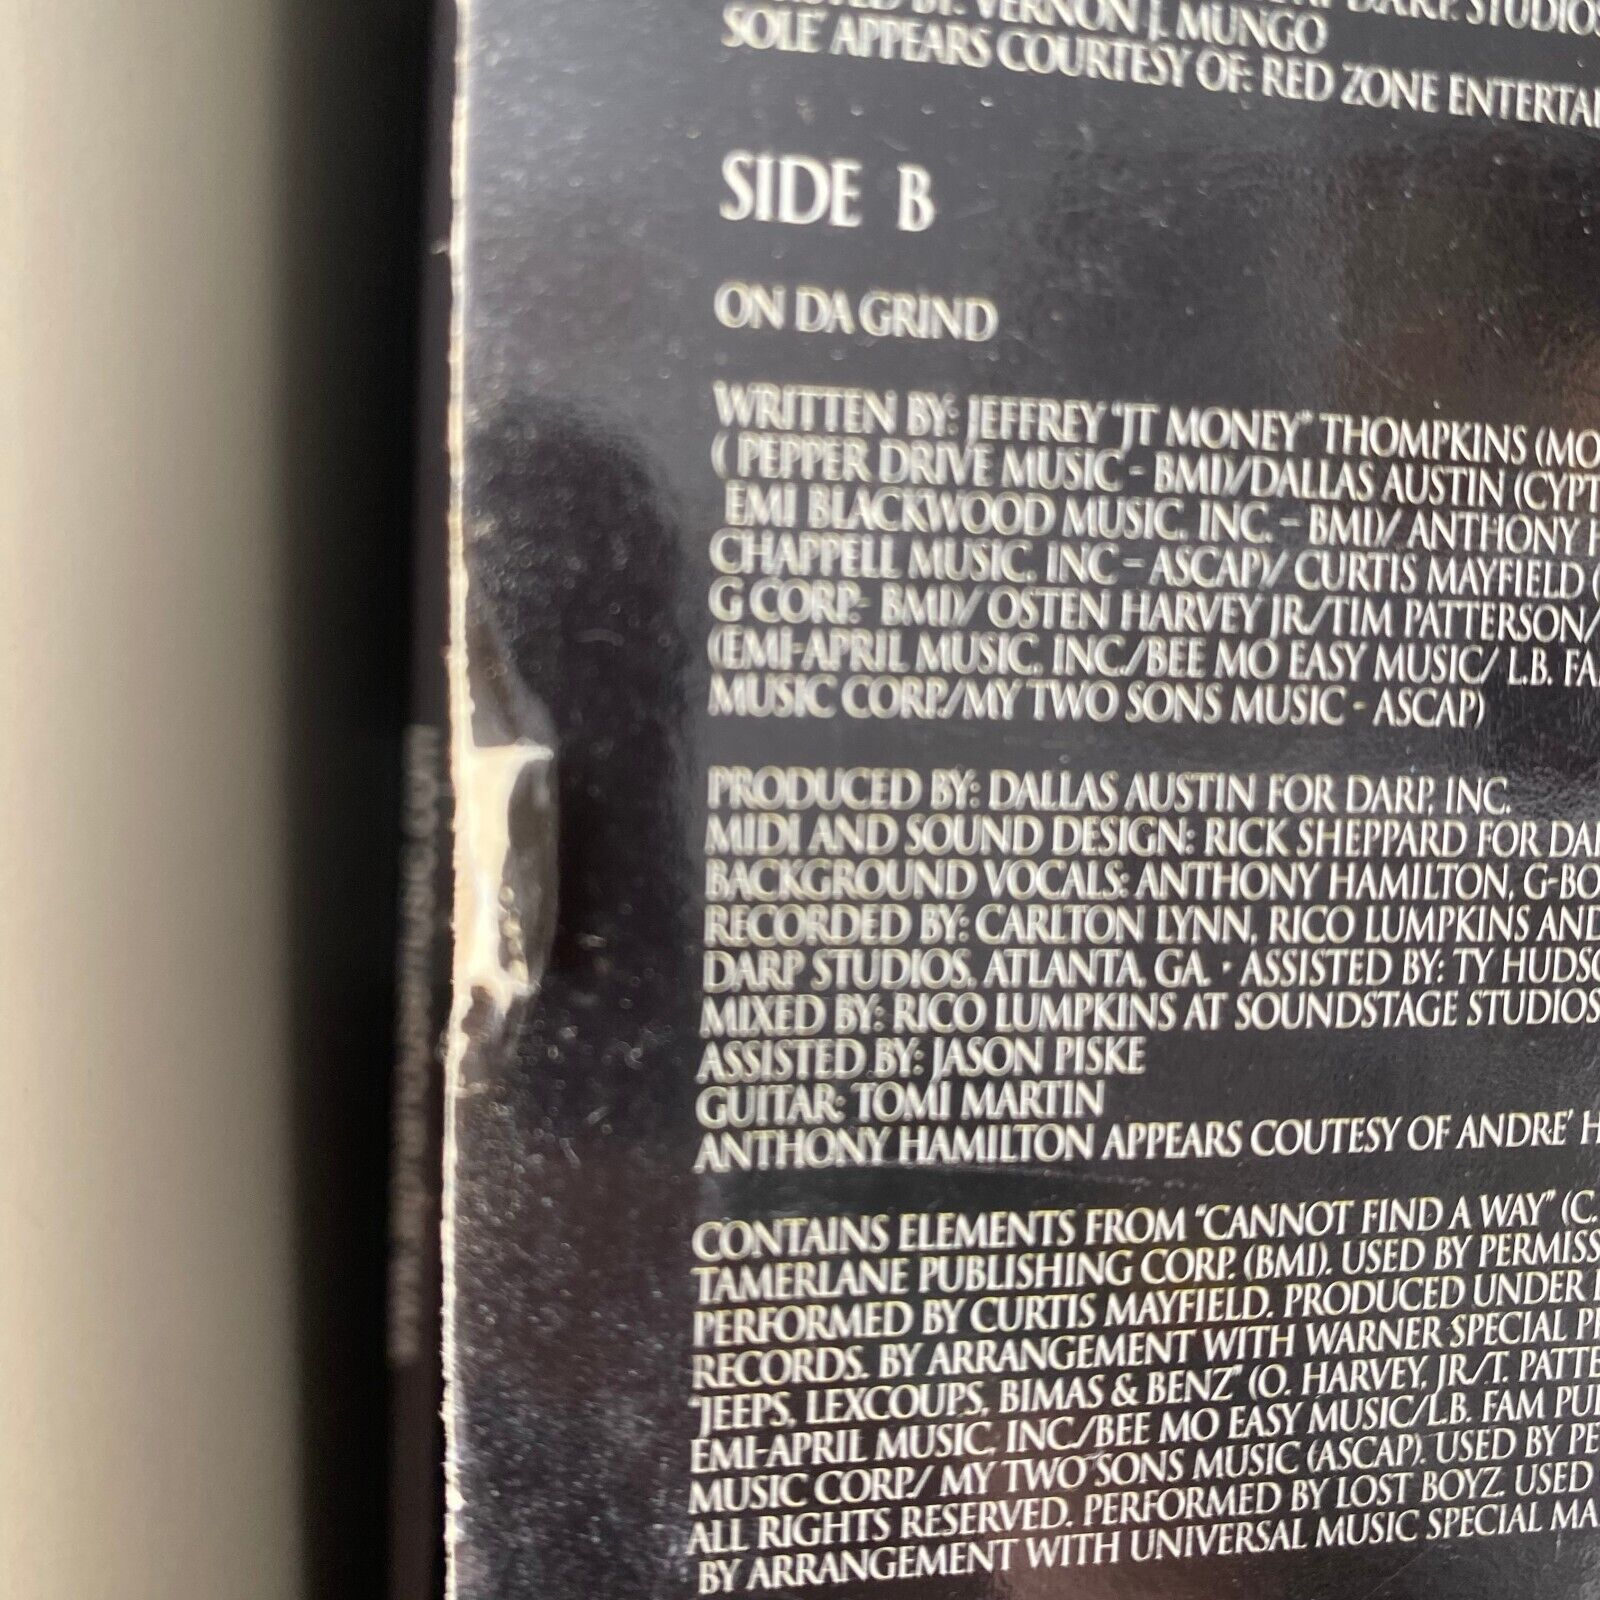 BY: VERNON J. MUNGO
SOLE' APPEARS COURTESY OF: RED ZONE
SIDE B
ON DA GRIND
WRITTEN BY: JEFFREY "JT MONEY" THOMPKINS (MO
( PEPPER DRIVE MUSIC - BMI)/DALLAS AUSTIN (CYPT
EMI BLACKWOOD MUSIC, INC. - BMI)/ ANTHONY H
CHAPPELL MUSIC, INC - ASCAP)/ CURTIS MAYFIELD (
G CORP.- BMI)/ OSTEN HARVEY JR./TIM PATTERSON/
(EMI-APRIL MUSIC, INC./BEE MO EASY MUSIC/ L.B. FA
MUSIC CORP./MY TWO SONS MUSIC - ASCAP)
PRODUCED BY: DALLAS AUSTIN FOR DARP, INC.
MIDI AND SOUND DESIGN: RICK SHEPPARD FOR DA
BACKGROUND VOCALS: ANTHONY HAMILTON, G-BO
RECORDED BY: CARLTON LYNN, RICO LUMPKINS AND
DARP STUDIOS, ATLANTA, GA. • ASSISTED BY: TY HUDSO
MIXED BY: RICO LUMPKINS AT SOUNDSTAGE STUDIOS
ASSISTED BY: JASON PISKE
GUITAR: TOMI MARTIN
ANTHONY HAMILTON APPEARS COUTESY OF ANDRE' H
CONTAINS ELEMENTS FROM "CANNOT FIND A WAY" (C.
TAMERLANE PUBLISHING CORP. (BMI). USED BY PERMISS
PERFORMED BY CURTIS MAYFIELD. PRODUCED UNDER
RECORDS. BY ARRANGEMENT WITH WARNER SPECIAL PR
"JEEPS, LEXCOUPS, BIMAS & BENZ" (O. HARVEY, JR./T. PATTE
EMI-APRIL MUSIC, INC./BEE MO EASY MUSIC/L.B. FAM PU
MUSIC CORP./ MY TWO SONS MUSIC (ASCAP). USED BY PE
ALL RIGHTS RESERVED. PERFORMED BY LOST BOYZ. USED
BY ARRANGEMENT WITH UNIVERSAL MUSIC SPECIAL MA